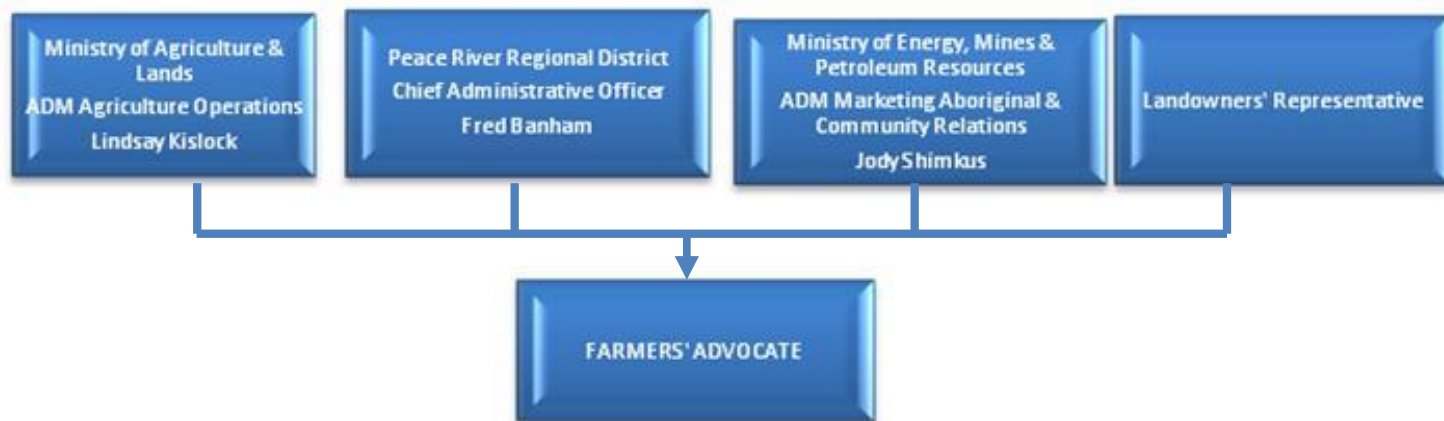 Ministry of Agriculture &
Lands
ADM Agriculture Operations
Lindsay Kislock
Peace River Regional District
Chief Administrative Officer
Fred Banham
Ministry of Energy, Mines &
Petroleum Resources
ADM Marketing Aboriginal &
Community Relations
Jody Shimkus
Landowners' Representative
FARMERS' ADVOCATE